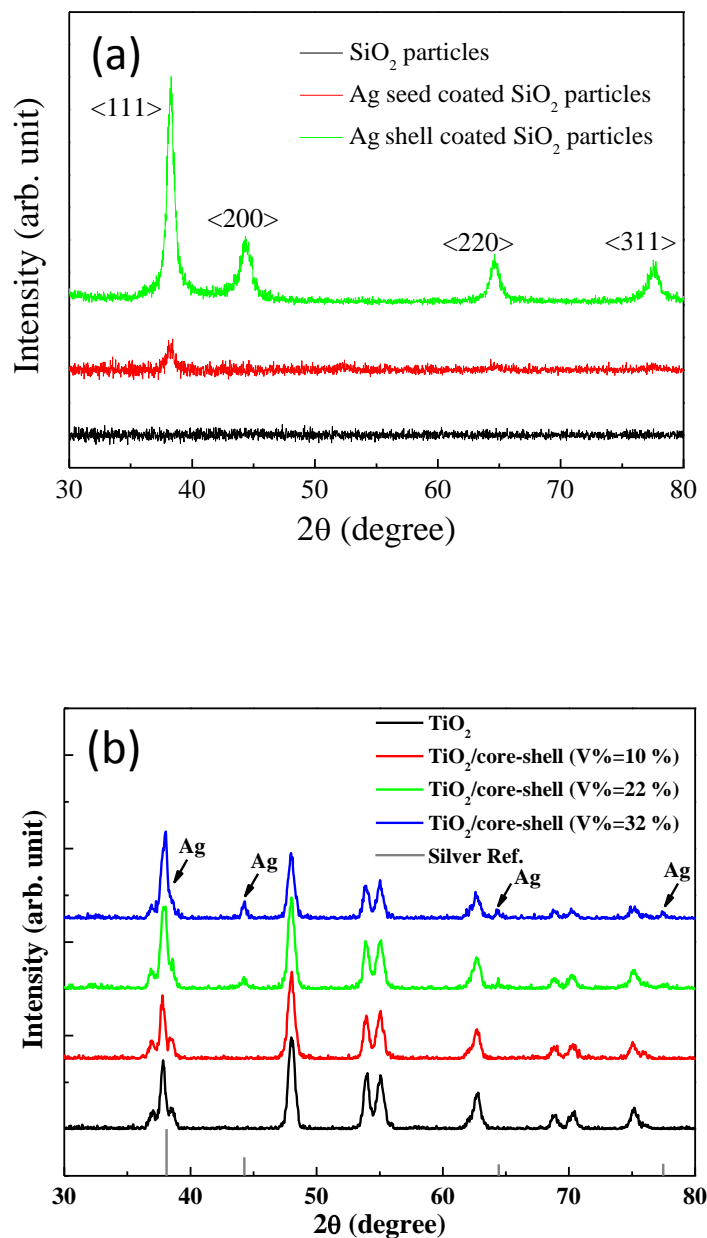 (a)
SiO₂ particles
Ag seed coated SiO₂ particles
Ag shell coated SiO₂ particles
<111>
<200>
<220>
<311>
Intensity (arb. unit)
30 40 50 60 70 80
2θ (degree)
(b)
TiO₂
TiO₂/core-shell (V%=10 %)
TiO₂/core-shell (V%=22 %)
TiO₂/core-shell (V%=32 %)
Silver Ref.
Ag Ag Ag Ag
Intensity (arb. unit)
30 40 50 60 70 80
2θ (degree)